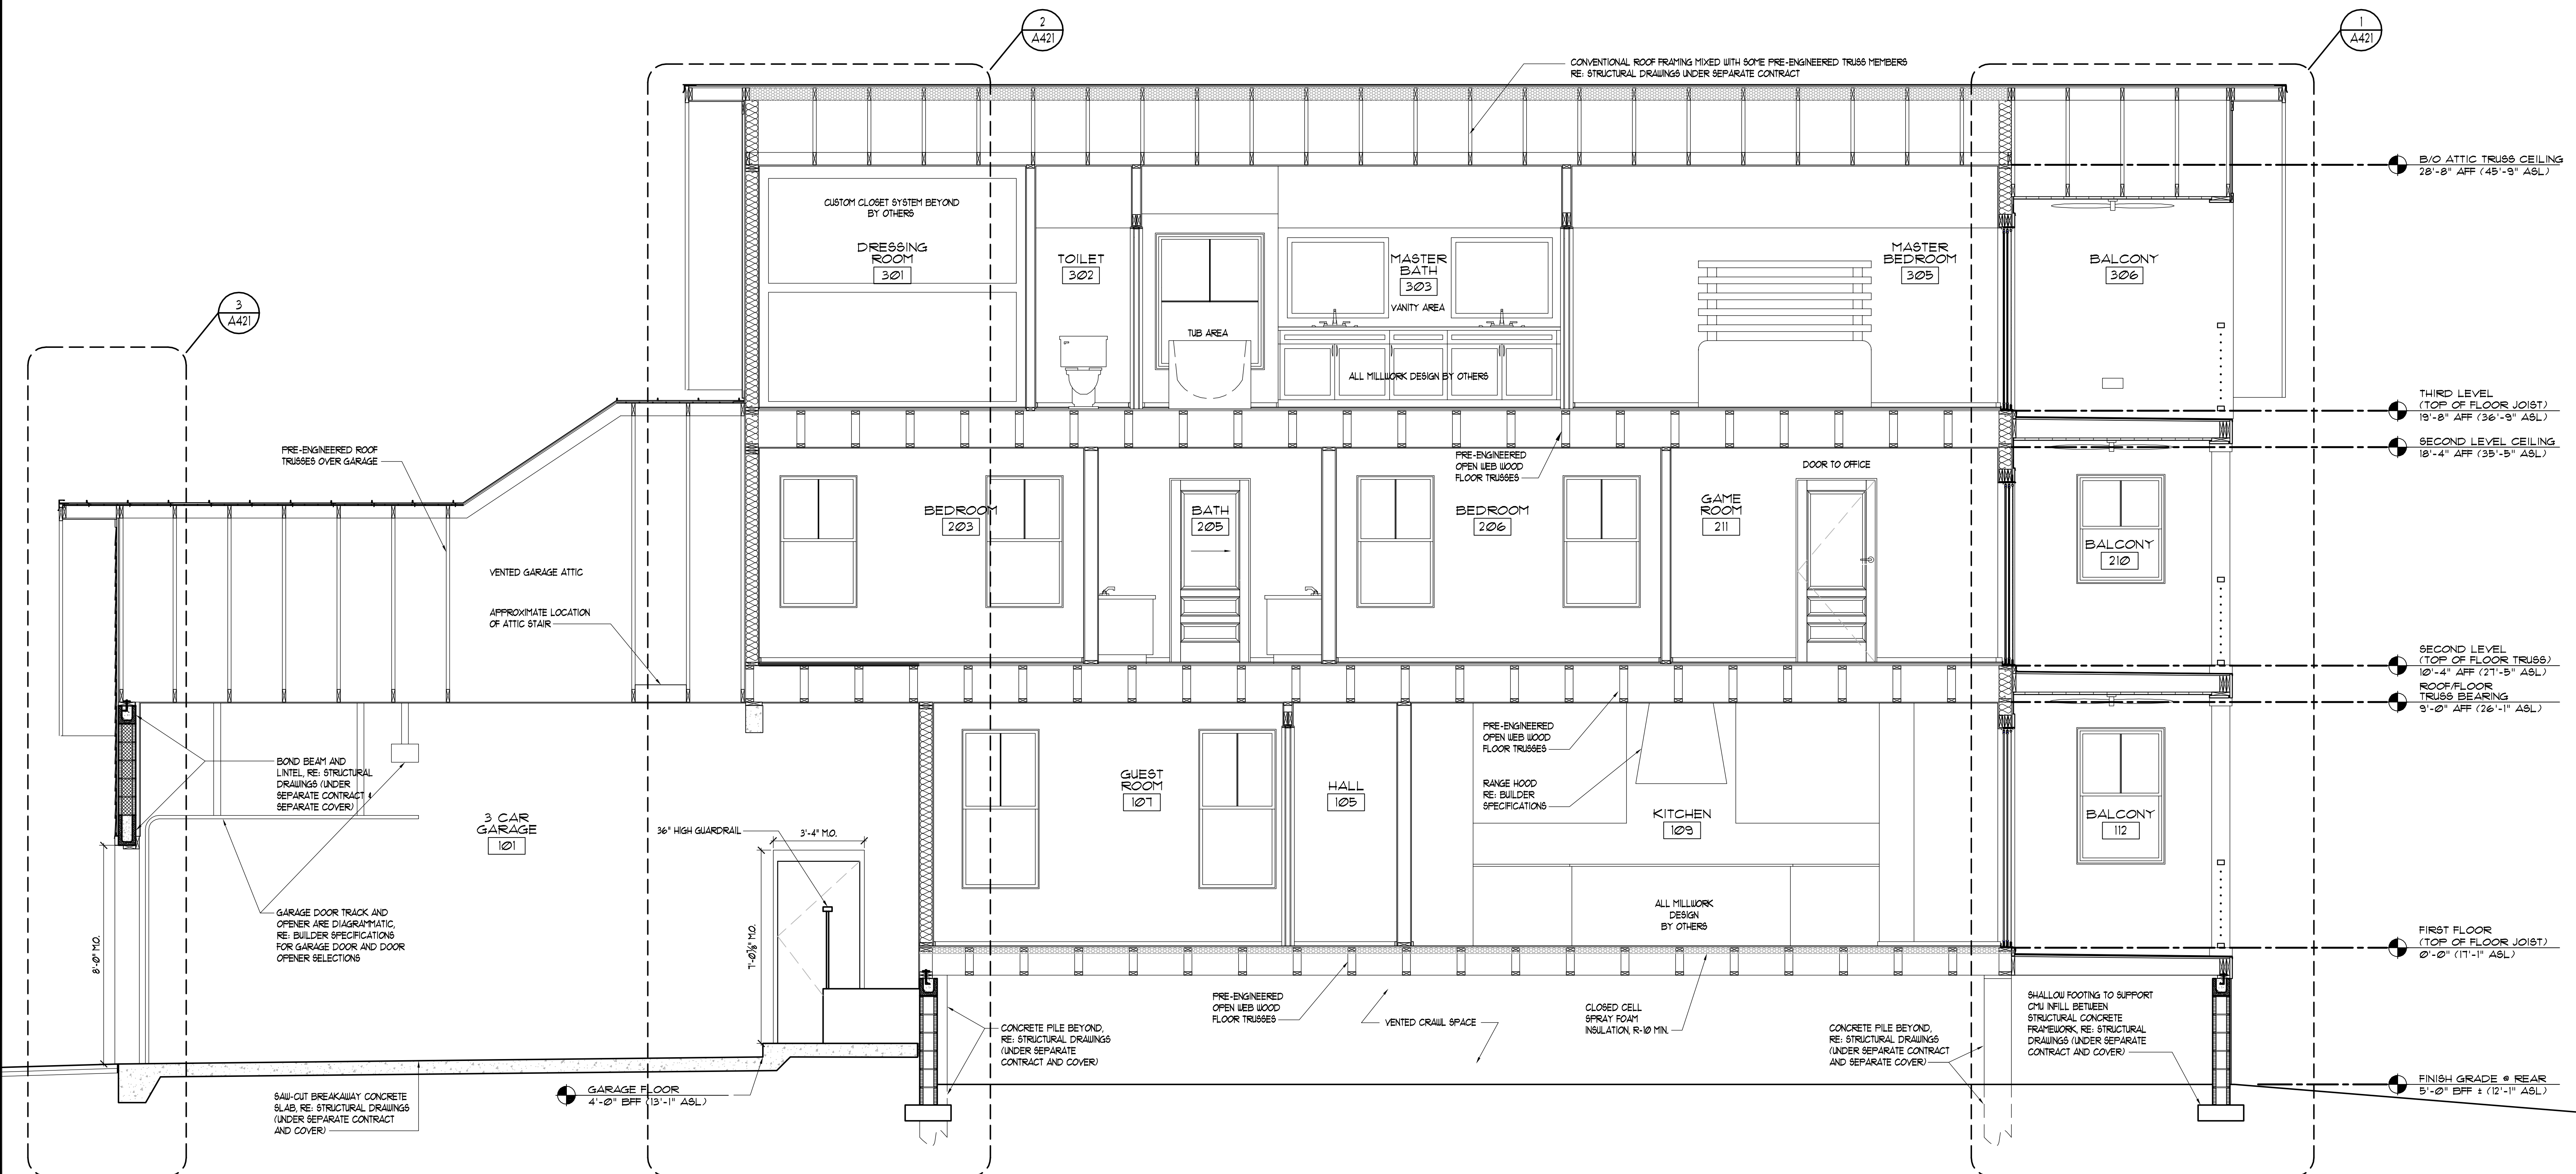 2
A421
1
A421
3
A421
CONVENTIONAL ROOF FRAMING MIXED WITH SOME PRE-ENGINEERED TRUSS MEMBERS
RE: STRUCTURAL DRAWINGS UNDER SEPARATE CONTRACT
B/O ATTIC TRUSS CEILING
28'-8" AFF (45'-9" ASL)
CUSTOM CLOSET SYSTEM BEYOND
BY OTHERS
DRESSING
ROOM
301
TOILET
302
TUB AREA
MASTER
BATH
303
VANITY AREA
ALL MILLWORK DESIGN BY OTHERS
MASTER
BEDROOM
305
BALCONY
306
THIRD LEVEL
(TOP OF FLOOR JOIST)
19'-8" AFF (36'-9" ASL)
SECOND LEVEL CEILING
18'-4" AFF (35'-5" ASL)
PRE-ENGINEERED ROOF
TRUSSES OVER GARAGE
VENTED GARAGE ATTIC
APPROXIMATE LOCATION
OF ATTIC STAIR
BEDROOM
203
BATH
205
PRE-ENGINEERED
OPEN WEB WOOD
FLOOR TRUSSES
BEDROOM
206
GAME
ROOM
211
DOOR TO OFFICE
BALCONY
210
SECOND LEVEL
(TOP OF FLOOR TRUSS)
10'-4" AFF (27'-5" ASL)
ROOF/FLOOR
TRUSS BEARING
9'-0" AFF (26'-1" ASL)
BOND BEAM AND
LINTEL, RE: STRUCTURAL
DRAWINGS (UNDER
SEPARATE CONTRACT &
SEPARATE COVER)
3 CAR
GARAGE
101
36" HIGH GUARDRAIL
3'-4" M.O.
GUEST
ROOM
107
HALL
105
PRE-ENGINEERED
OPEN WEB WOOD
FLOOR TRUSSES
RANGE HOOD
RE: BUILDER
SPECIFICATIONS
KITCHEN
109
ALL MILLWORK
DESIGN
BY OTHERS
BALCONY
112
8'-0" M.O.
GARAGE DOOR TRACK AND
OPENER ARE DIAGRAMMATIC,
RE: BUILDER SPECIFICATIONS
FOR GARAGE DOOR AND DOOR
OPENER SELECTIONS
FIRST FLOOR
(TOP OF FLOOR JOIST)
0'-0" (17'-1" ASL)
PRE-ENGINEERED
OPEN WEB WOOD
FLOOR TRUSSES
VENTED CRAWL SPACE
CLOSED CELL
SPRAY FOAM
INSULATION, R-10 MIN.
CONCRETE PILE BEYOND,
RE: STRUCTURAL DRAWINGS
(UNDER SEPARATE
CONTRACT AND COVER)
CONCRETE PILE BEYOND,
RE: STRUCTURAL DRAWINGS
(UNDER SEPARATE CONTRACT
AND SEPARATE COVER)
SHALLOW FOOTING TO SUPPORT
CMU INFILL BETWEEN
STRUCTURAL CONCRETE
FRAMEWORK, RE: STRUCTURAL
DRAWINGS (UNDER SEPARATE
CONTRACT AND COVER)
SAW-CUT BREAKAWAY CONCRETE
SLAB, RE: STRUCTURAL DRAWINGS
(UNDER SEPARATE CONTRACT
AND COVER)
GARAGE FLOOR
4'-0" BFF (13'-1" ASL)
FINISH GRADE @ REAR
5'-0" BFF ± (12'-1" ASL)